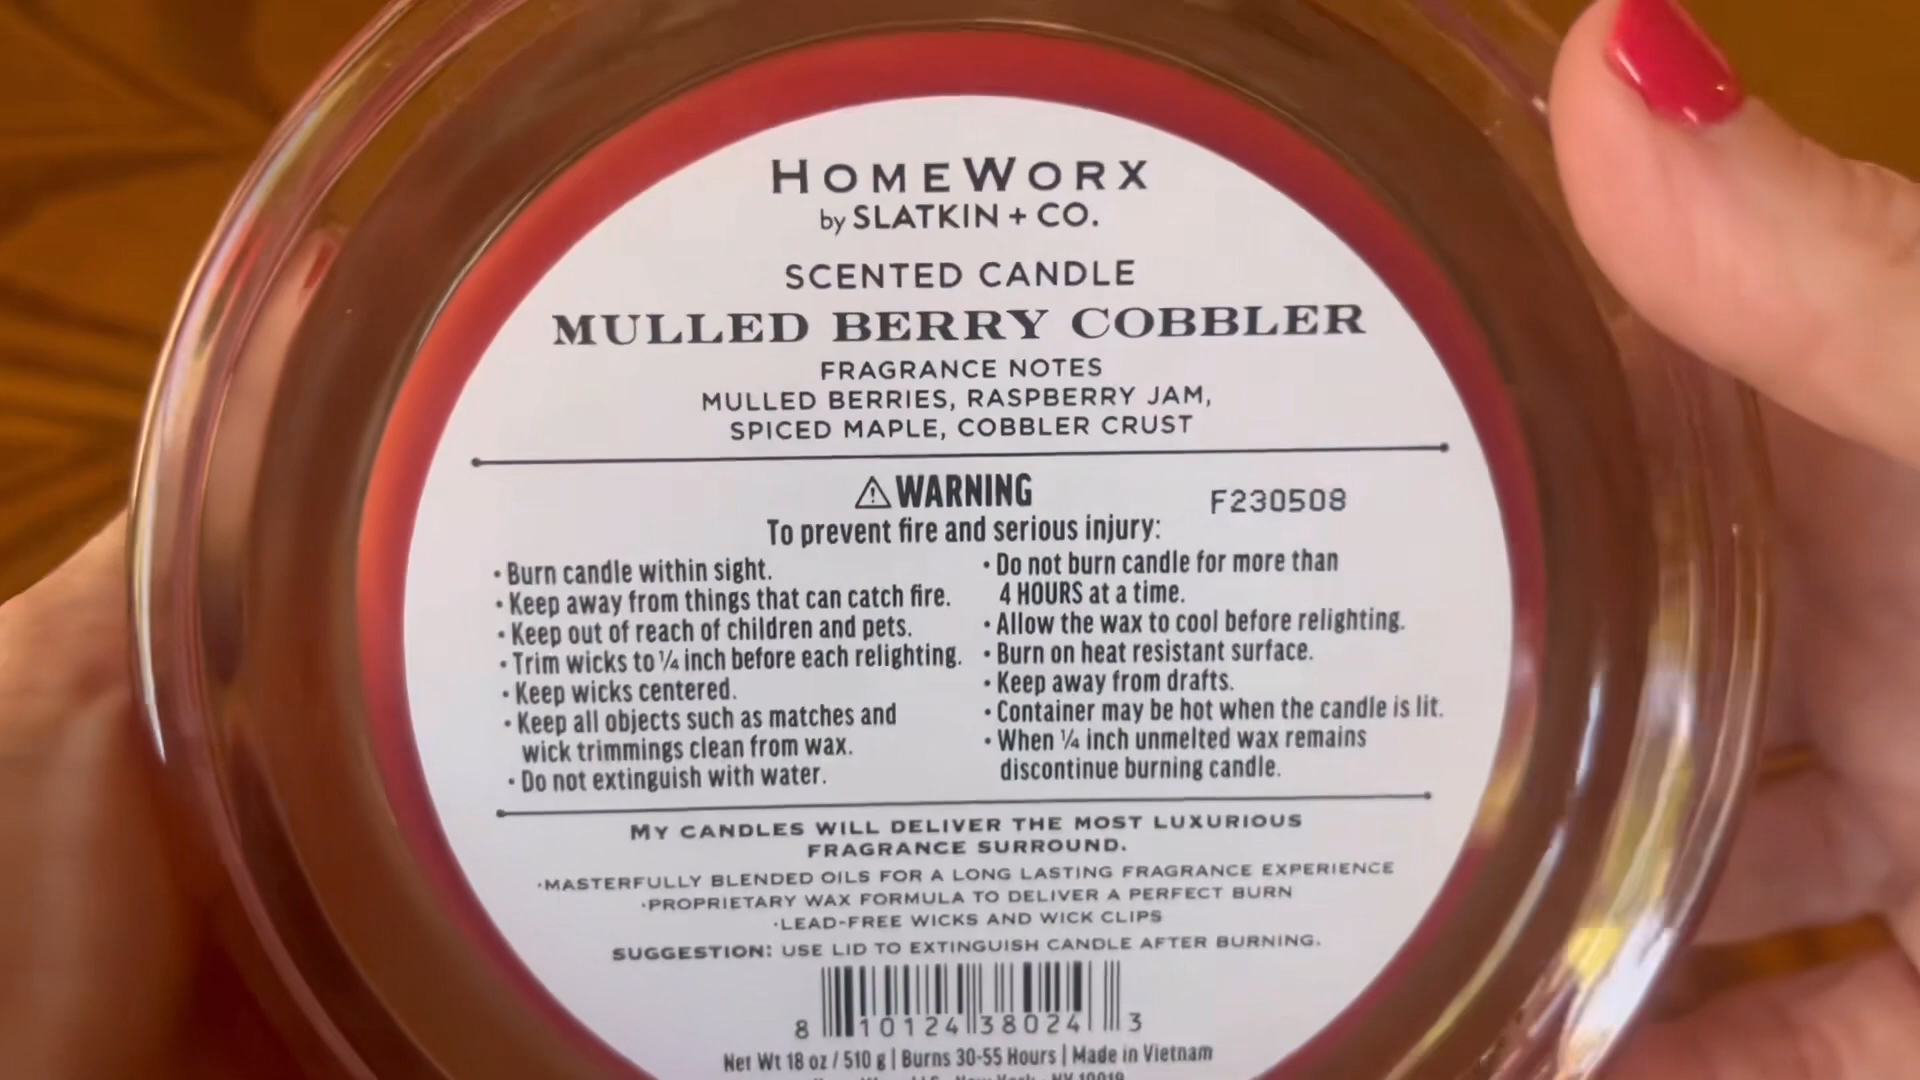 HOMEWORX
by SLATKIN + CO.
SCENTED CANDLE
MULLED BERRY COBBLER
FRAGRANCE NOTES
MULLED BERRIES, RASPBERRY JAM,
SPICED MAPLE, COBBLER CRUST
⚠ WARNING
F230508
To prevent fire and serious injury:
• Burn candle within sight.
• Keep away from things that can catch fire.
• Keep out of reach of children and pets.
• Trim wicks to ¼ inch before each relighting.
• Keep wicks centered.
• Keep all objects such as matches and
wick trimmings clean from wax.
• Do not extinguish with water.
• Do not burn candle for more than
4 HOURS at a time.
• Allow the wax to cool before relighting.
• Burn on heat resistant surface.
• Keep away from drafts.
• Container may be hot when the candle is lit.
• When ¼ inch unmelted wax remains
discontinue burning candle.
MY CANDLES WILL DELIVER THE MOST LUXURIOUS
FRAGRANCE SURROUND.
•MASTERFULLY BLENDED OILS FOR A LONG LASTING FRAGRANCE EXPERIENCE
•PROPRIETARY WAX FORMULA TO DELIVER A PERFECT BURN
•LEAD-FREE WICKS AND WICK CLIPS
SUGGESTION: USE LID TO EXTINGUISH CANDLE AFTER BURNING.
8 10124 38024 3
Net Wt 18 oz / 510 g | Burns 30-55 Hours | Made in Vietnam